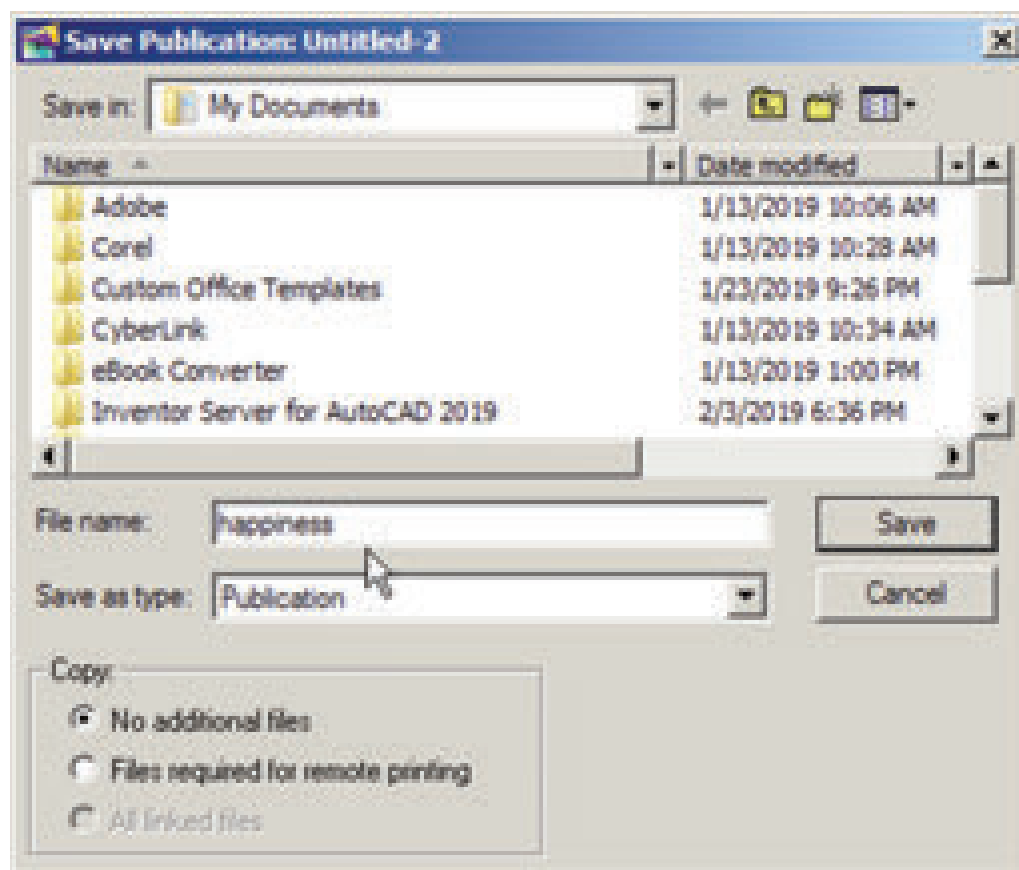 Save Publication: Untitled-2
Save in: My Documents
Name Date modified
Adobe 1/13/2019 10:06 AM
Corel 1/13/2019 10:28 AM
Custom Office Templates 1/23/2019 9:26 PM
CyberLink 1/13/2019 10:34 AM
eBook Converter 1/13/2019 1:00 PM
Inventor Server for AutoCAD 2019 2/3/2019 6:36 PM
File name: happiness Save
Save as type: Publication Cancel
Copy:
No additional files
Files required for remote printing
All linked files